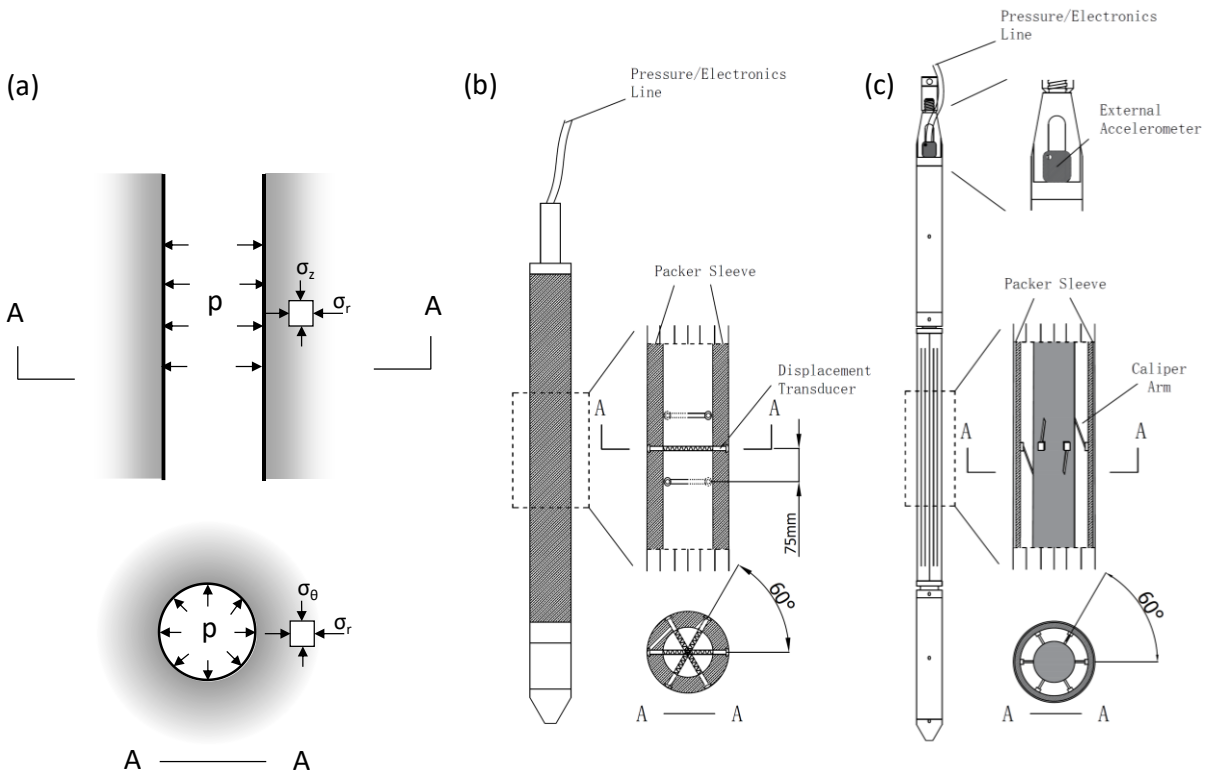 (a)
p
σz
σr
A
A
p
σθ
σr
A
A
(b)
Pressure/Electronics
Line
Packer Sleeve
Displacement
Transducer
A
A
75mm
60°
A
A
(c)
Pressure/Electronics
Line
External
Accelerometer
Packer Sleeve
Caliper
Arm
A
A
60°
A
A